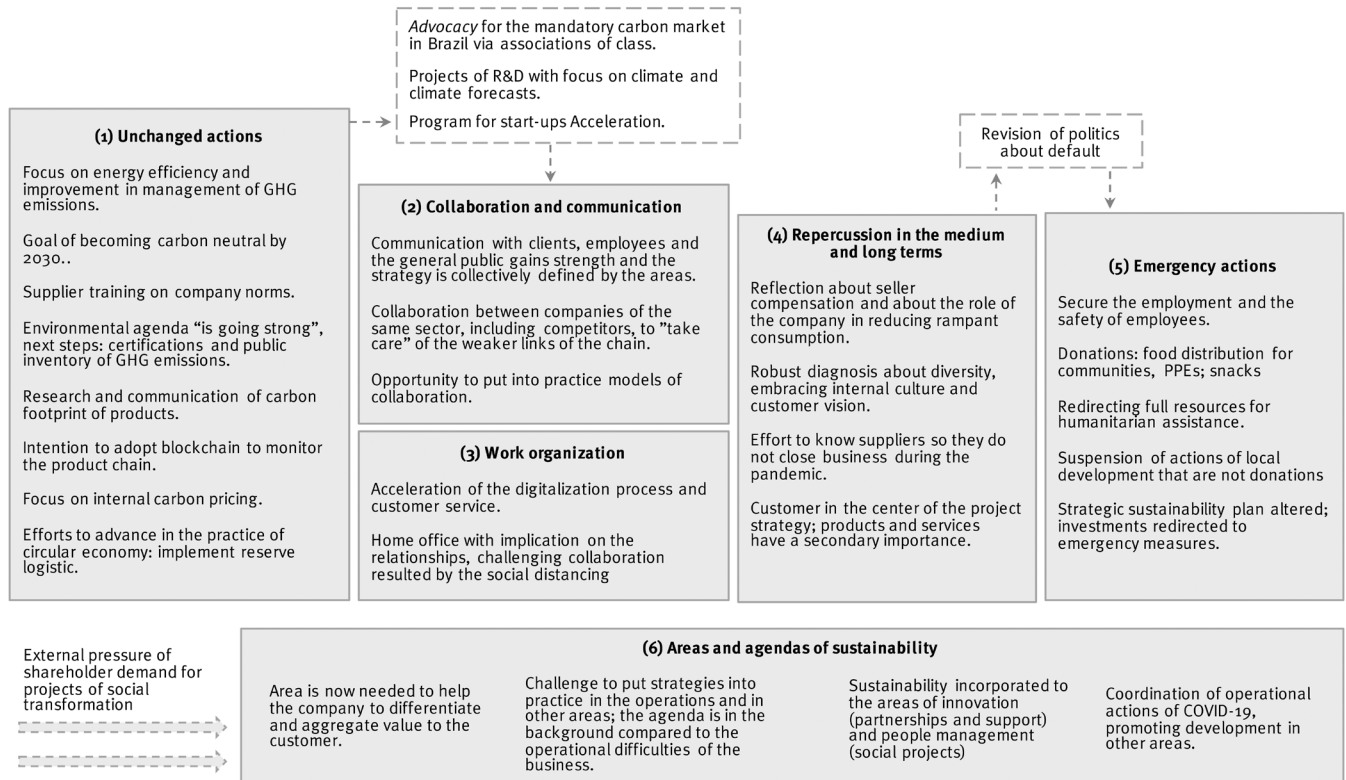 Advocacy for the mandatory carbon market
in Brazil via associations of class.
Projects of R&D with focus on climate and
climate forecasts.
Program for start-ups Acceleration.
Revision of politics
about default
(1) Unchanged actions
Focus on energy efficiency and
improvement in management of GHG
emissions.
Goal of becoming carbon neutral by
2030..
Supplier training on company norms.
Environmental agenda “is going strong”,
next steps: certifications and public
inventory of GHG emissions.
Research and communication of carbon
footprint of products.
Intention to adopt blockchain to monitor
the product chain.
Focus on internal carbon pricing.
Efforts to advance in the practice of
circular economy: implement reserve
logistic.
(2) Collaboration and communication
Communication with clients, employees and
the general public gains strength and the
strategy is collectively defined by the areas.
Collaboration between companies of the
same sector, including competitors, to ”take
care” of the weaker links of the chain.
Opportunity to put into practice models of
collaboration.
(3) Work organization
Acceleration of the digitalization process and
customer service.
Home office with implication on the
relationships, challenging collaboration
resulted by the social distancing
(4) Repercussion in the medium
and long terms
Reflection about seller
compensation and about the role of
the company in reducing rampant
consumption.
Robust diagnosis about diversity,
embracing internal culture and
customer vision.
Effort to know suppliers so they do
not close business during the
pandemic.
Customer in the center of the project
strategy; products and services
have a secondary importance.
(5) Emergency actions
Secure the employment and the
safety of employees.
Donations: food distribution for
communities, PPEs; snacks
Redirecting full resources for
humanitarian assistance.
Suspension of actions of local
development that are not donations
Strategic sustainability plan altered;
investments redirected to
emergency measures.
External pressure of
shareholder demand for
projects of social
transformation
(6) Areas and agendas of sustainability
Area is now needed to help
the company to differentiate
and aggregate value to the
customer.
Challenge to put strategies into
practice in the operations and in
other areas; the agenda is in the
background compared to the
operational difficulties of the
business.
Sustainability incorporated to
the areas of innovation
(partnerships and support)
and people management
(social projects)
Coordination of operational
actions of COVID-19,
promoting development in
other areas.